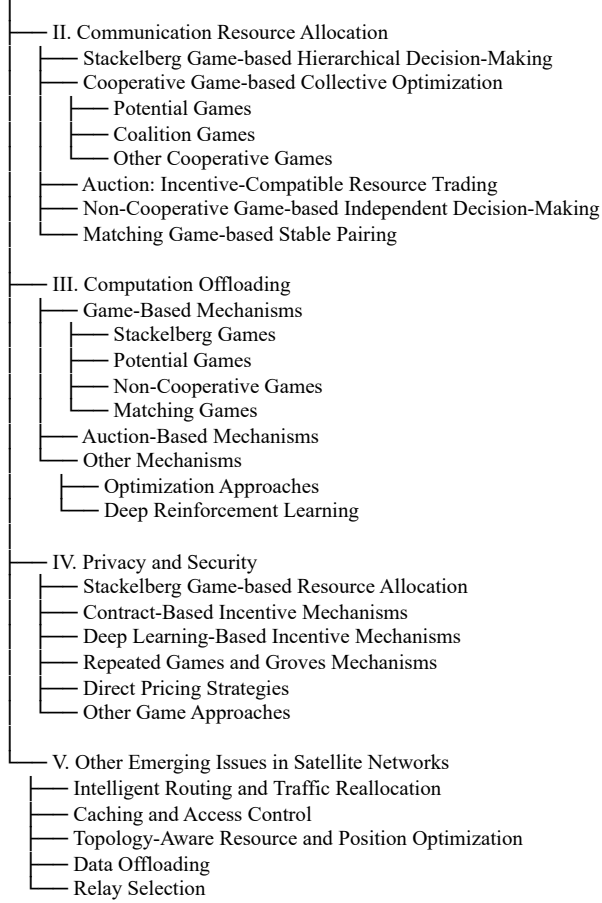 II. Communication Resource Allocation
Stackelberg Game-based Hierarchical Decision-Making
Cooperative Game-based Collective Optimization
Potential Games
Coalition Games
Other Cooperative Games
Auction: Incentive-Compatible Resource Trading
Non-Cooperative Game-based Independent Decision-Making
Matching Game-based Stable Pairing
III. Computation Offloading
Game-Based Mechanisms
Stackelberg Games
Potential Games
Non-Cooperative Games
Matching Games
Auction-Based Mechanisms
Other Mechanisms
Optimization Approaches
Deep Reinforcement Learning
IV. Privacy and Security
Stackelberg Game-based Resource Allocation
Contract-Based Incentive Mechanisms
Deep Learning-Based Incentive Mechanisms
Repeated Games and Groves Mechanisms
Direct Pricing Strategies
Other Game Approaches
V. Other Emerging Issues in Satellite Networks
Intelligent Routing and Traffic Reallocation
Caching and Access Control
Topology-Aware Resource and Position Optimization
Data Offloading
Relay Selection